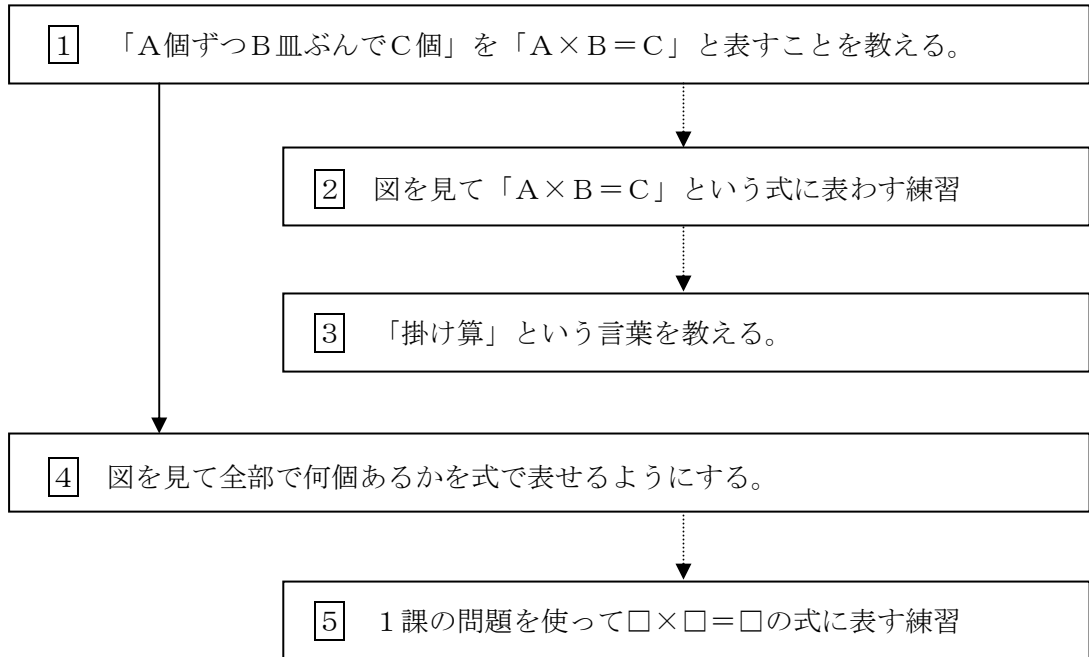 1 「A個ずつB皿ぶんでC個」を「A×B=C」と表すことを教える。
2 図を見て「A×B=C」という式に表わす練習
3 「掛け算」という言葉を教える。
4 図を見て全部で何個あるかを式で表せるようにする。
5 1課の問題を使って□×□=□の式に表す練習